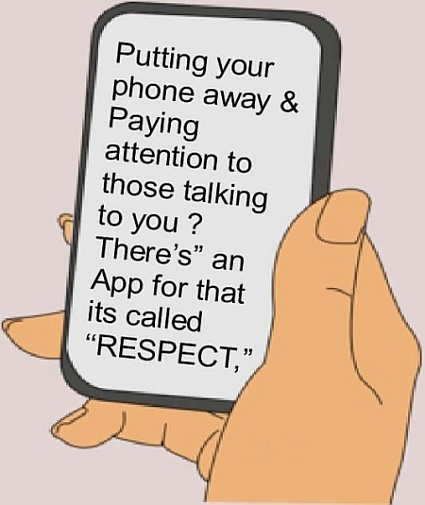 Putting your
phone away &
Paying
attention to
those talking
to you ?
There's” an
App for that
its called
“RESPECT,”